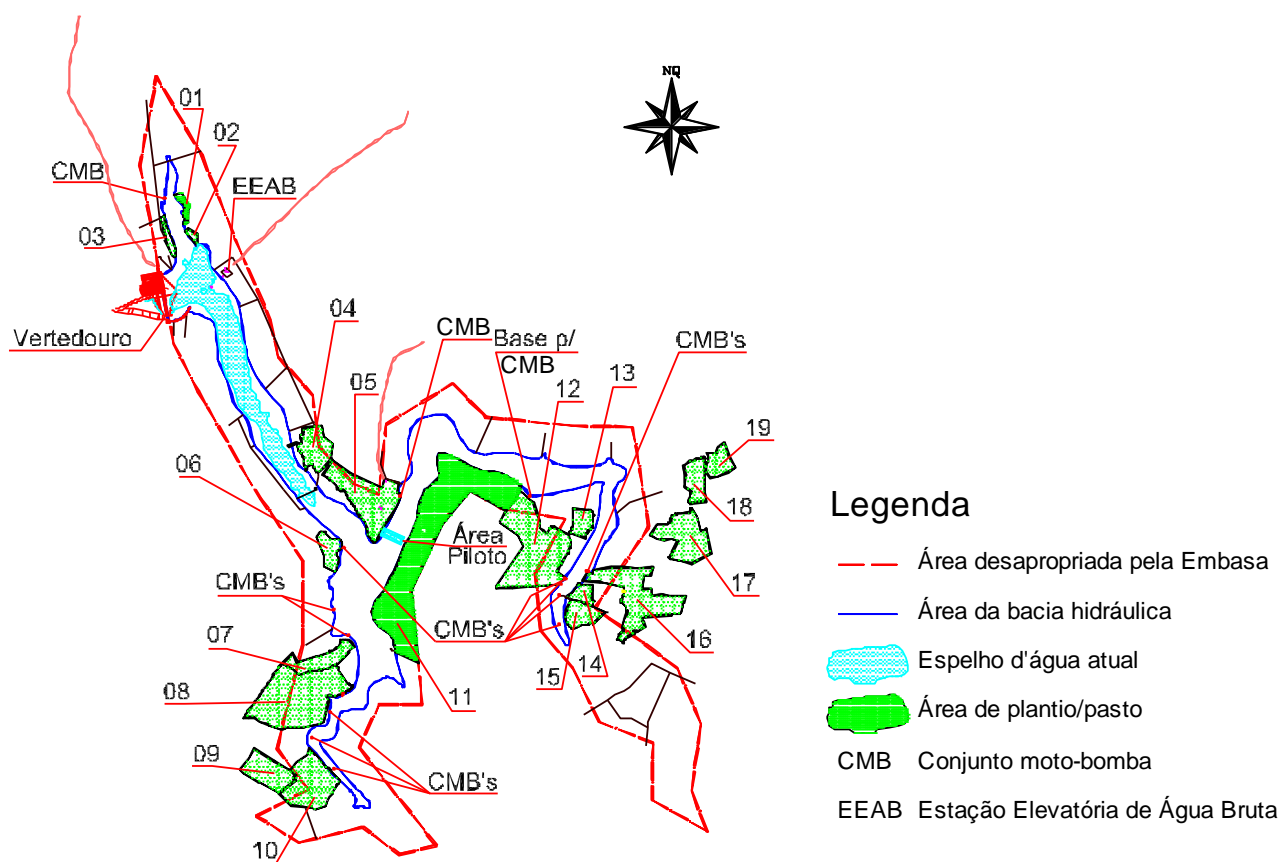 NQ
01
02
CMB
EEAB
03
04
Vertedouro
CMB
Base p/
CMB
CMB's
05
12
13
19
06
18
Área
Piloto
17
CMB's
CMB's
07
16
08
14
15
11
09
CMB's
10
Legenda
Área desapropriada pela Embasa
Área da bacia hidráulica
Espelho d'água atual
Área de plantio/pasto
CMB Conjunto moto-bomba
EEAB Estação Elevatória de Água Bruta